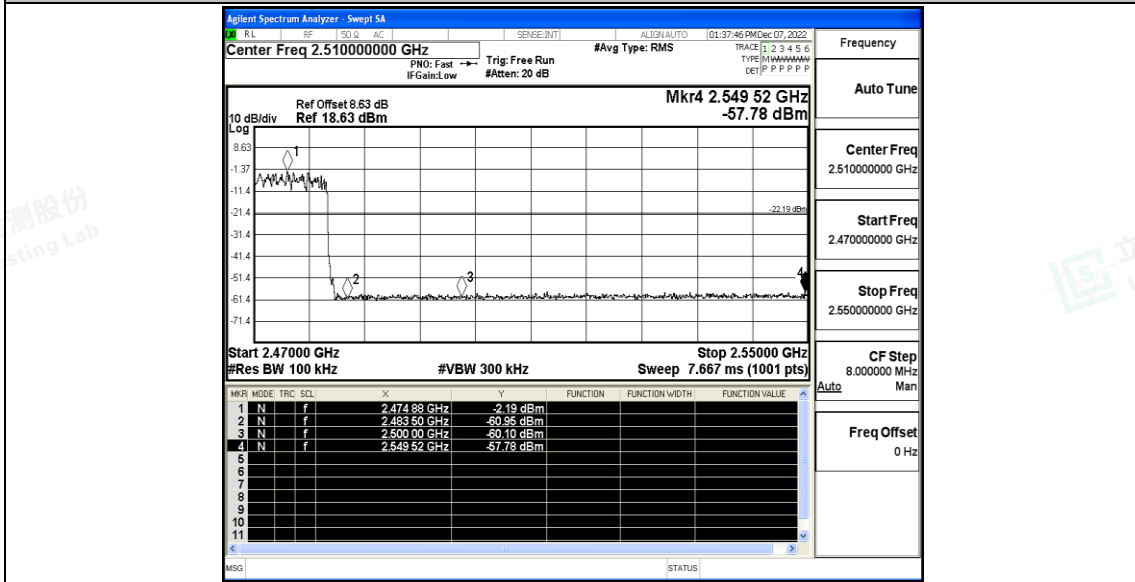 Agilent Spectrum Analyzer - Swept SA
LXI RL RF 50 Ω AC SENSE:INT ALIGN AUTO 01:37:46 PM Dec 07, 2022
Center Freq 2.510000000 GHz
#Avg Type: RMS
TRACE 1 2 3 4 5 6
PNO: Fast
Trig: Free Run
TYPE M WWWWW
IFGain:Low
#Atten: 20 dB
DET P P P P P P
Mkr4 2.549 52 GHz
-57.78 dBm
Ref Offset 8.63 dB
10 dB/div Ref 18.63 dBm
Log
8.63
-1.37
-11.4
-21.4
-31.4
-41.4
-51.4
-61.4
-71.4
1
-22.19 dBm
2
3
4
Start 2.47000 GHz Stop 2.55000 GHz
#Res BW 100 kHz #VBW 300 kHz Sweep 7.667 ms (1001 pts)
MKR MODE TRC SCL X Y FUNCTION FUNCTION WIDTH FUNCTION VALUE
1 N f 2.474 88 GHz -2.19 dBm
2 N f 2.483 50 GHz -60.95 dBm
3 N f 2.500 00 GHz -60.10 dBm
4 N f 2.549 52 GHz -57.78 dBm
5
6
7
8
9
10
11
MSG STATUS
Frequency
Auto Tune
Center Freq
2.510000000 GHz
Start Freq
2.470000000 GHz
Stop Freq
2.550000000 GHz
CF Step
8.000000 MHz
Auto Man
Freq Offset
0 Hz
测股份
sting Lab
LCS